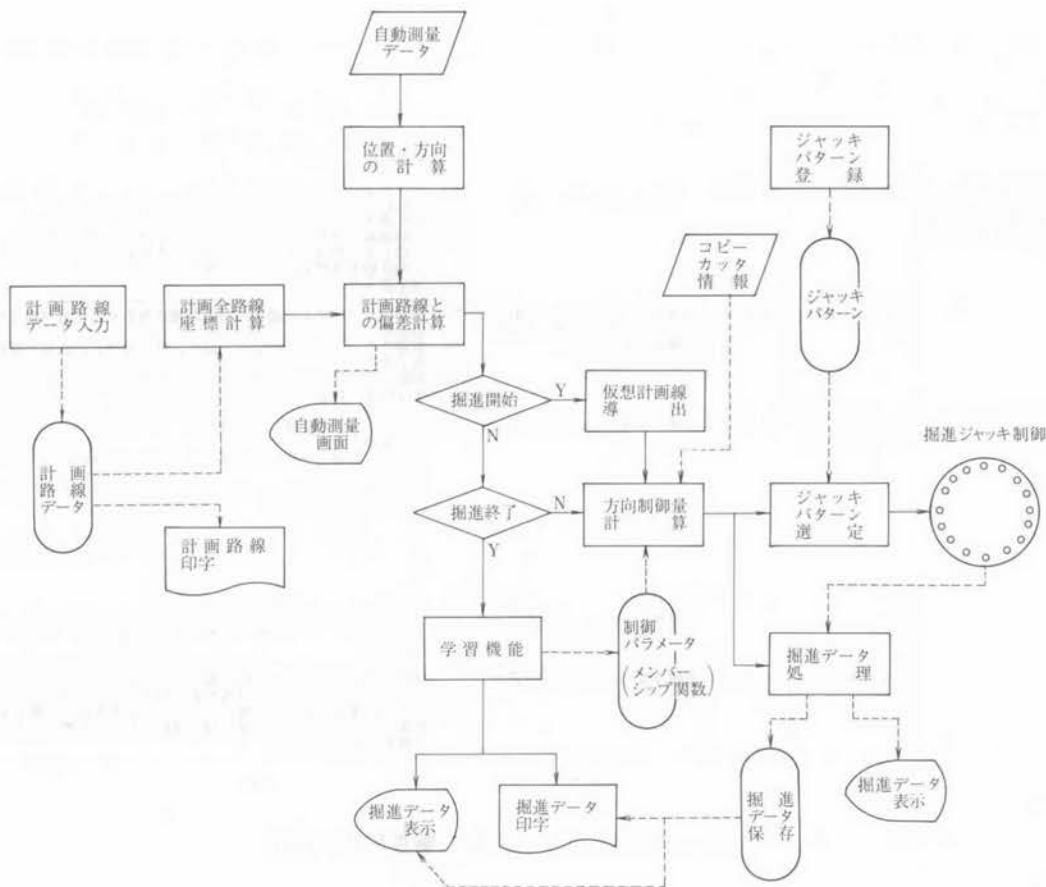 自動測量
データ
位置・方向
の計算
ジャッキ
パターン
登録
コピー
カッタ
情報
ジャッキ
パターン
計画路線
データ入力
計画全路線
座標計算
計画路線と
の偏差計算
掘進開始
Y
N
仮想計画線
導出
自動測量
画面
掘進ジャッキ制御
計画
路線
データ
掘進終了
N
Y
方向制御量
計算
ジャッキ
パターン
選定
計画路線
印字
学習機能
制御
パラメータ
(メンバー
シップ関数)
掘進データ
処理
掘進データ
表示
掘進データ
印字
掘進
データ
保存
掘進データ
表示